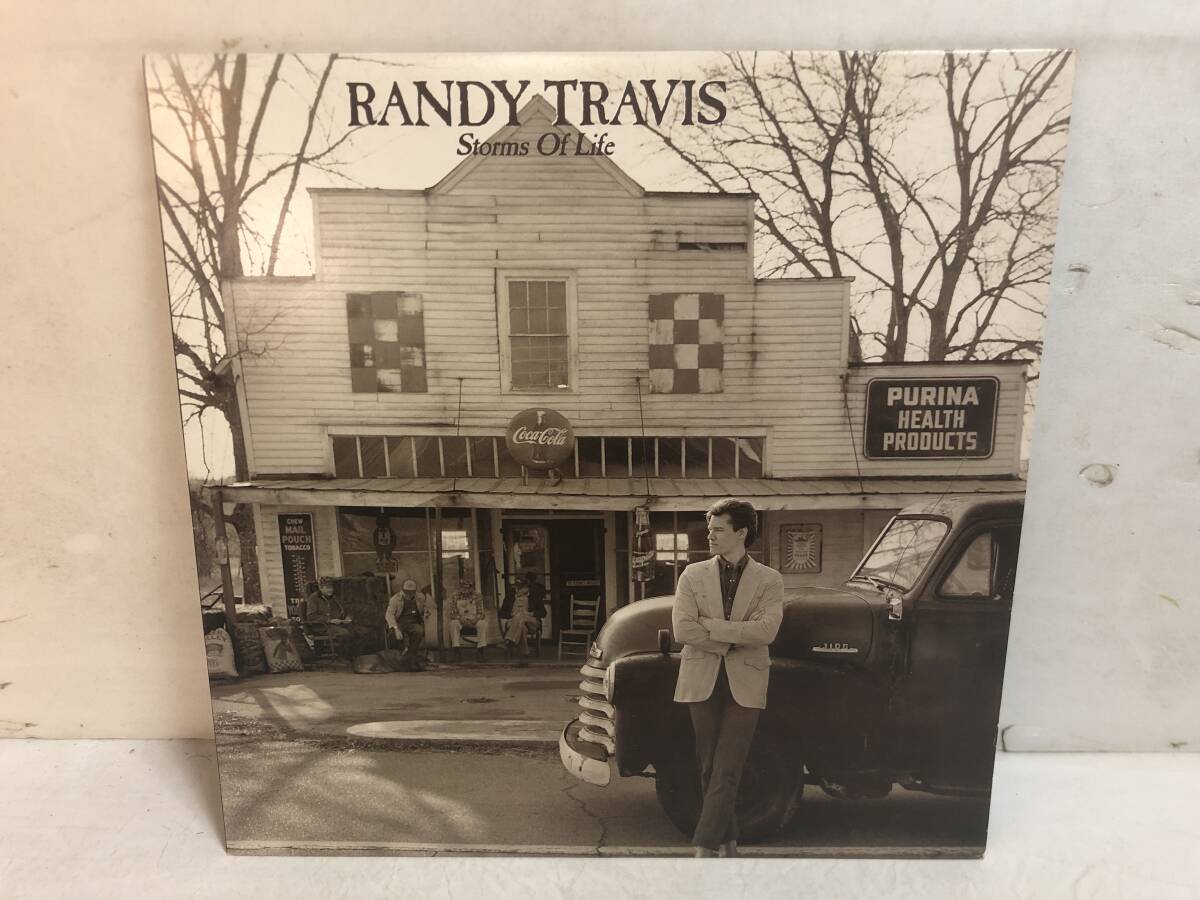 RANDY TRAVIS
Storms Of Life
Coca-Cola
PURINA
HEALTH
PRODUCTS
CHEW
MAIL
POUCH
TOBACCO